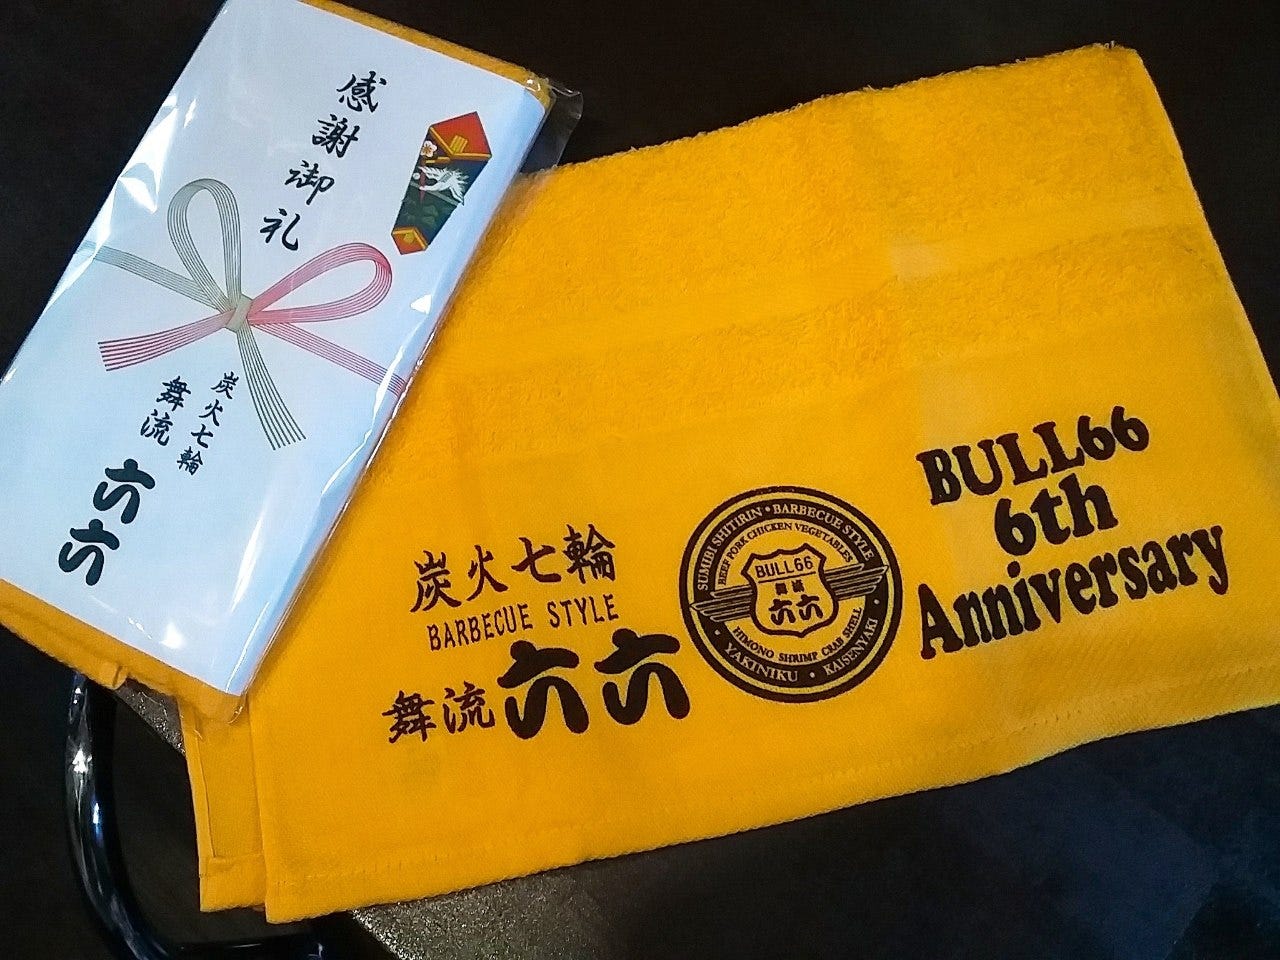 感謝御礼
炭火七輪
舞流
六六
炭火七輪
BARBECUE STYLE
舞流六六
SUMIBI SHITIRIN • BARBECUE STYLE
BEEF PORK CHICKEN VEGETABLES
BULL66
舞流
六六
HIMONO SHRIMP CRAB SHELL
• YAKINIKU • KAISENYAKI •
BULL66
6th
Anniversary